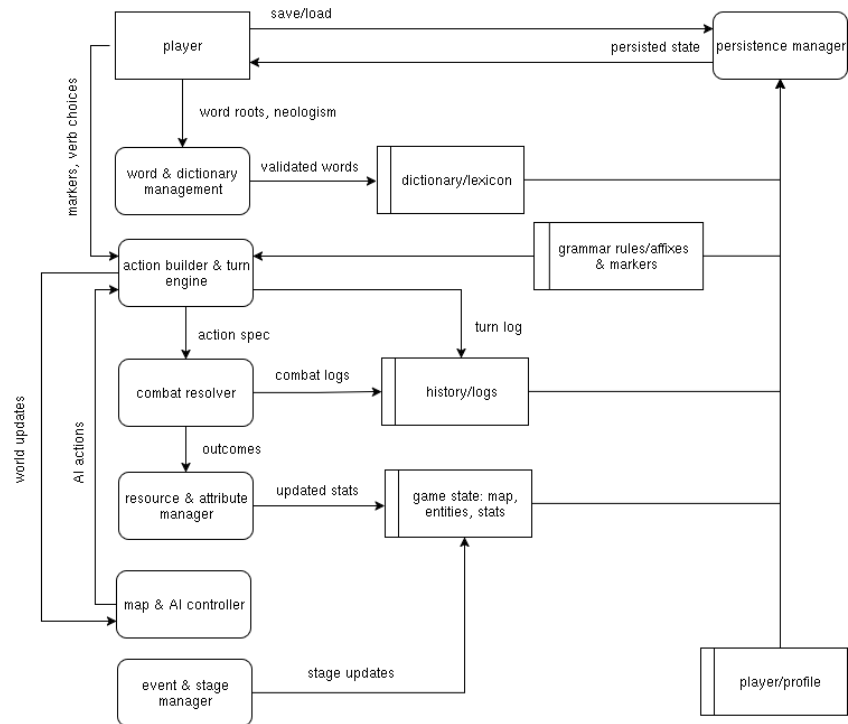 save/load
player
persisted state
persistence manager
markers, verb choices
word roots, neologism
word & dictionary
management
validated words
dictionary/lexicon
grammar rules/affixes
& markers
action builder & turn
engine
action spec
turn log
combat resolver
combat logs
history/logs
world updates
AI actions
outcomes
resource & attribute
manager
updated stats
game state: map,
entities, stats
map & AI controller
event & stage
manager
stage updates
player/profile